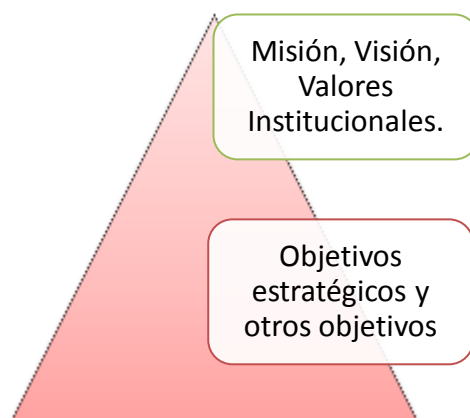 Misión, Visión,
Valores
Institucionales.
Objetivos
estratégicos y
otros objetivos